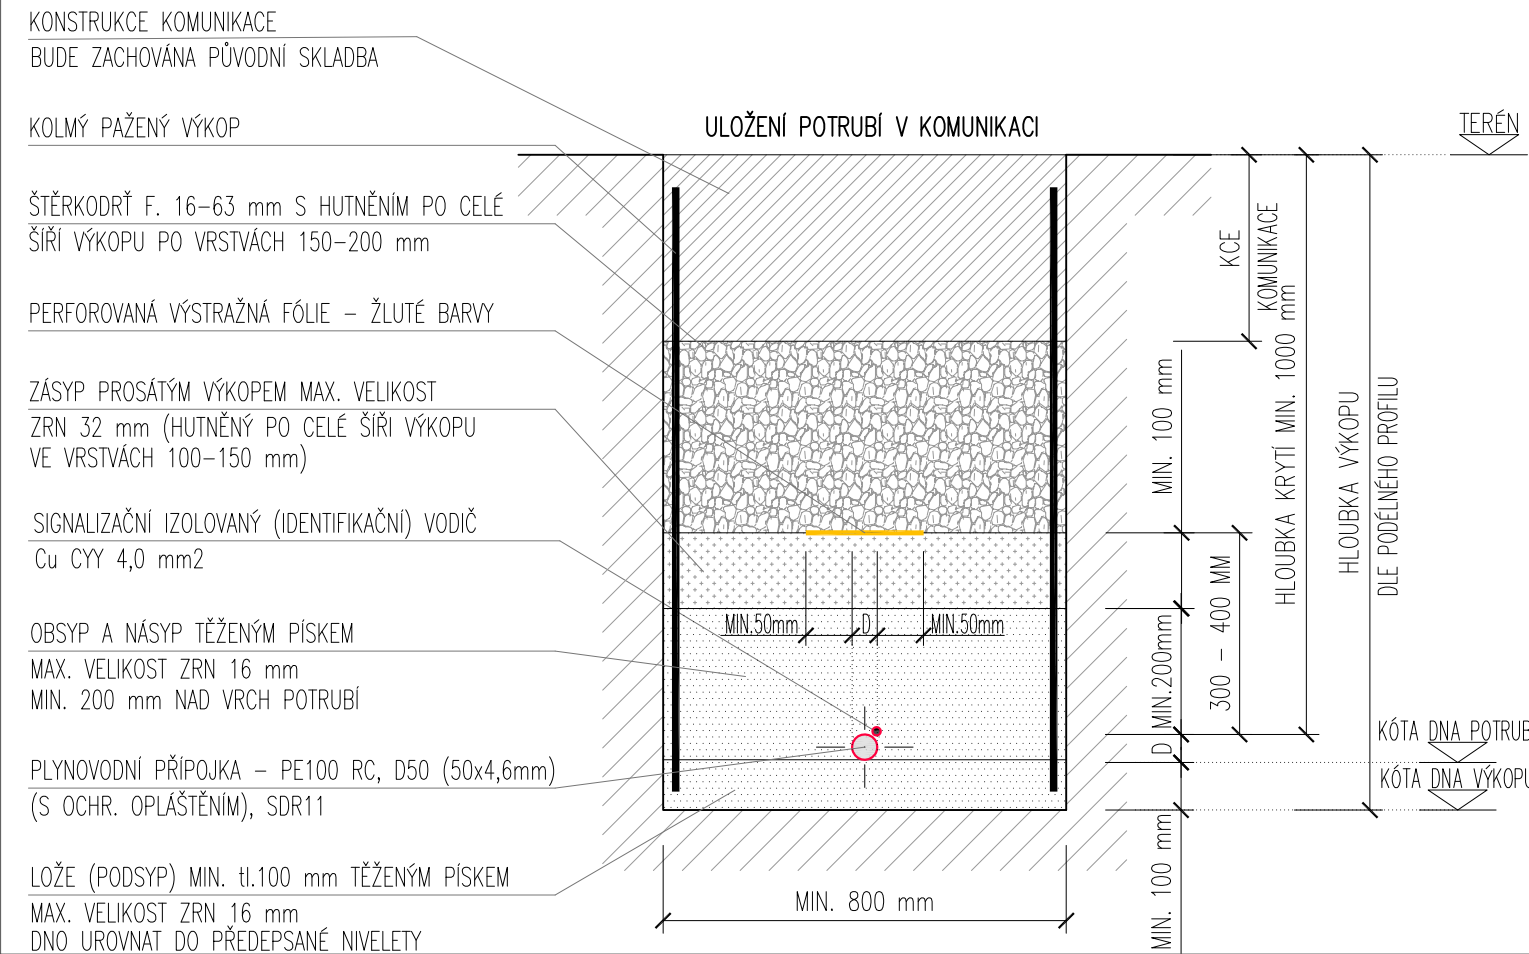 KONSTRUKCE KOMUNIKACE
BUDE ZACHOVÁNA PŮVODNÍ SKLADBA
KOLMÝ PAŽENÝ VÝKOP
ŠTĚRKODRŤ F. 16-63 mm S HUTNĚNÍM PO CELÉ
ŠÍŘÍ VÝKOPU PO VRSTVÁCH 150-200 mm
PERFOROVANÁ VÝSTRAŽNÁ FÓLIE - ŽLUTÉ BARVY
ZÁSYP PROSÁTÝM VÝKOPEM MAX. VELIKOST
ZRN 32 mm (HUTNĚNÝ PO CELÉ ŠÍŘI VÝKOPU
VE VRSTVÁCH 100-150 mm)
SIGNALIZAČNÍ IZOLOVANÝ (IDENTIFIKAČNÍ) VODIČ
Cu CYY 4,0 mm2
OBSYP A NÁSYP TĚŽENÝM PÍSKEM
MAX. VELIKOST ZRN 16 mm
MIN. 200 mm NAD VRCH POTRUBÍ
PLYNOVODNÍ PŘÍPOJKA - PE100 RC, D50 (50x4,6mm)
(S OCHR. OPLÁŠTĚNÍM), SDR11
LOŽE (PODSYP) MIN. tl.100 mm TĚŽENÝM PÍSKEM
MAX. VELIKOST ZRN 16 mm
DNO UROVNAT DO PŘEDEPSANÉ NIVELETY
ULOŽENÍ POTRUBÍ V KOMUNIKACI
MIN.50mm
D
MIN.50mm
MIN. 800 mm
TERÉN
KCE
KOMUNIKACE
MIN. 100 mm
MIN.200mm
D
MIN. 100 mm
300 - 400 MM
HLOUBKA KRYTÍ MIN. 1000 mm
HLOUBKA VÝKOPU
DLE PODÉLNÉHO PROFILU
KÓTA DNA POTRUB
KÓTA DNA VÝKOPU